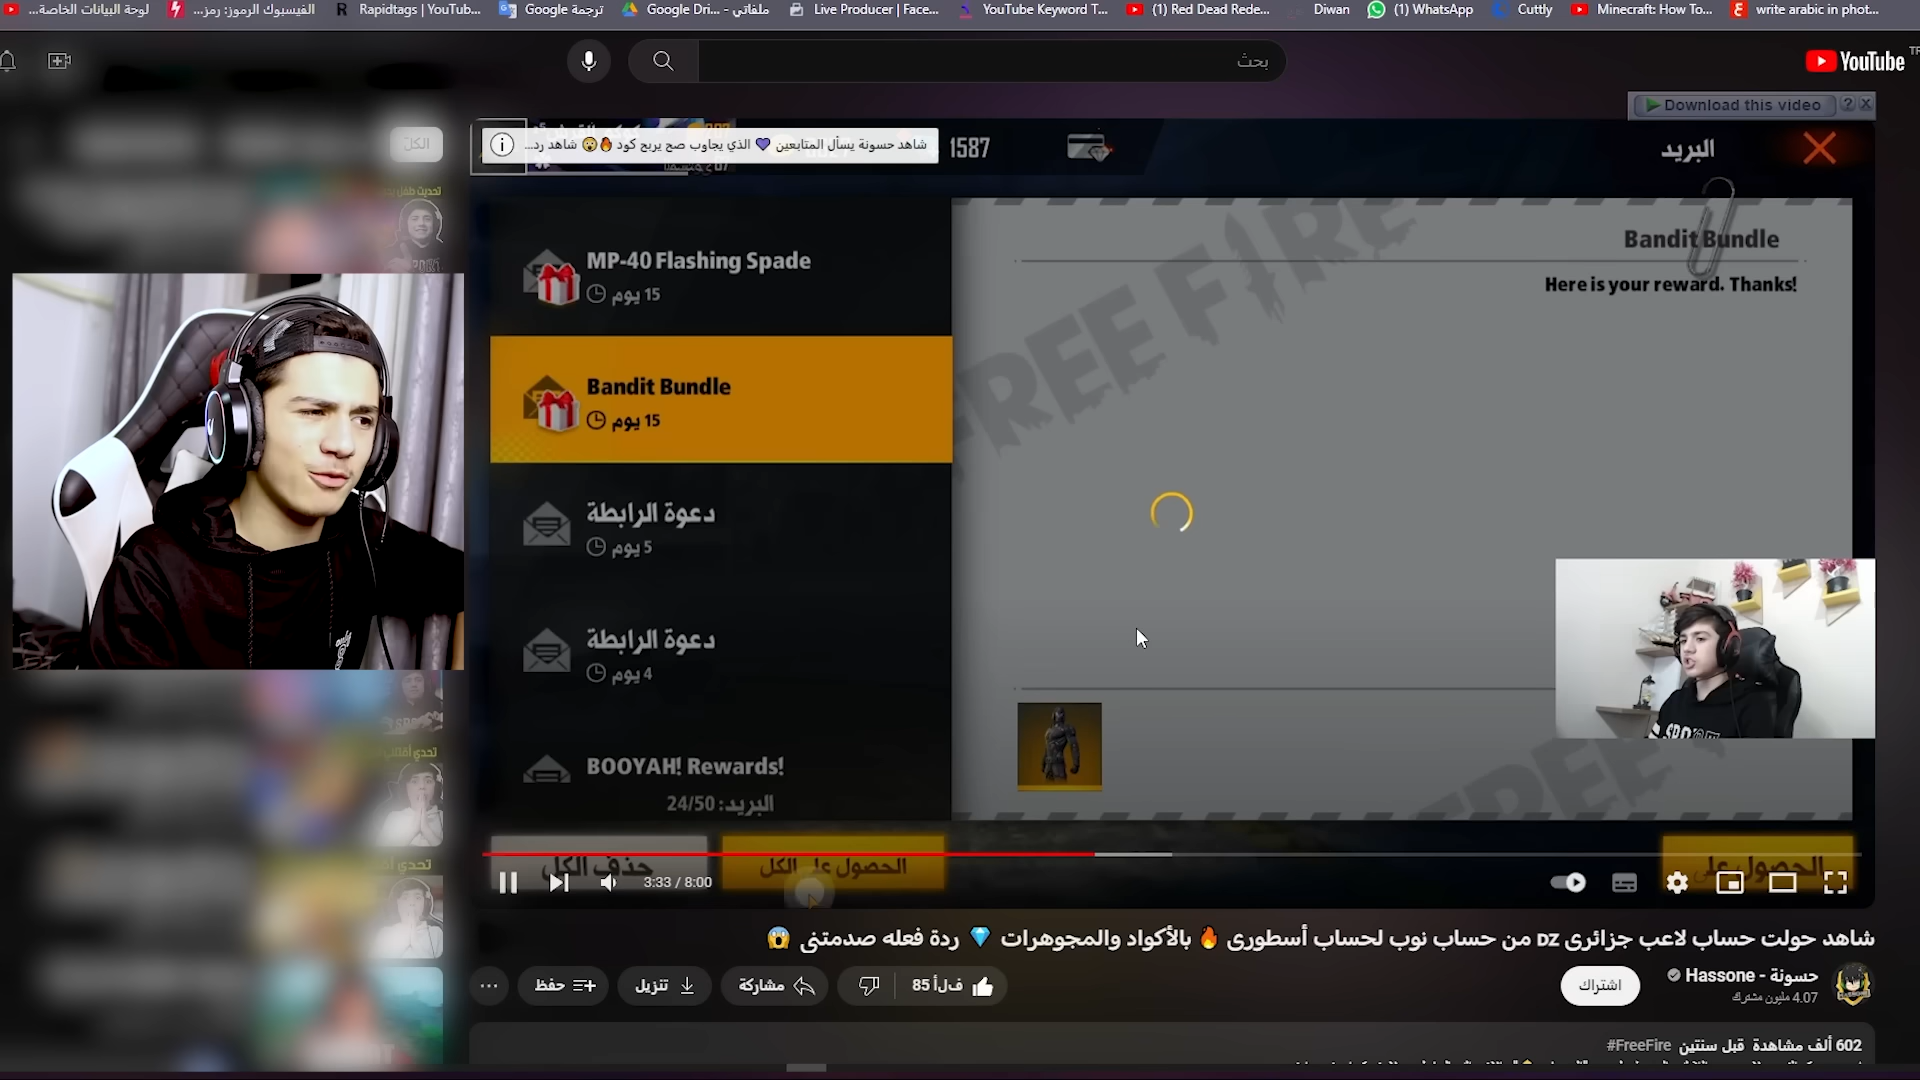 لوحة البيانات الخاصة...
الفيسبوك الرموز: رمز...
Rapidtags | YouTub...
ترجمة Google
ملفاتي - Google Dri...
Live Producer | Face...
YouTube Keyword T...
(1) Red Dead Rede...
Diwan
(1) WhatsApp
Cuttly
Minecraft: How To...
write arabic in phot...
بحث
YouTube TR
Download this video
الكل
شاهد حسونة يسأل المتابعين 💜 الذي يجاوب صح يربح كود 🔥😲 شاهد رد...
1587
البريد
MP-40 Flashing Spade
15 يوم
Bandit Bundle
15 يوم
دعوة الرابطة
5 يوم
دعوة الرابطة
4 يوم
BOOYAH! Rewards!
البريد: 24/50
حذف الكل
الحصول على الكل
Bandit Bundle
Here is your reward. Thanks!
FREE FIRE
FREE
الحصول على
3:33 / 8:00
شاهد حولت حساب لاعب جزائري DZ من حساب نوب لحساب أسطوري 🔥 بالأكواد والمجوهرات 💎 ردة فعله صدمتني 😱
حسونة - Hassone
4.07 مليون مشترك
اشتراك
85 ألف
مشاركة
تنزيل
حفظ
602 ألف مشاهدة قبل سنتين #FreeFire